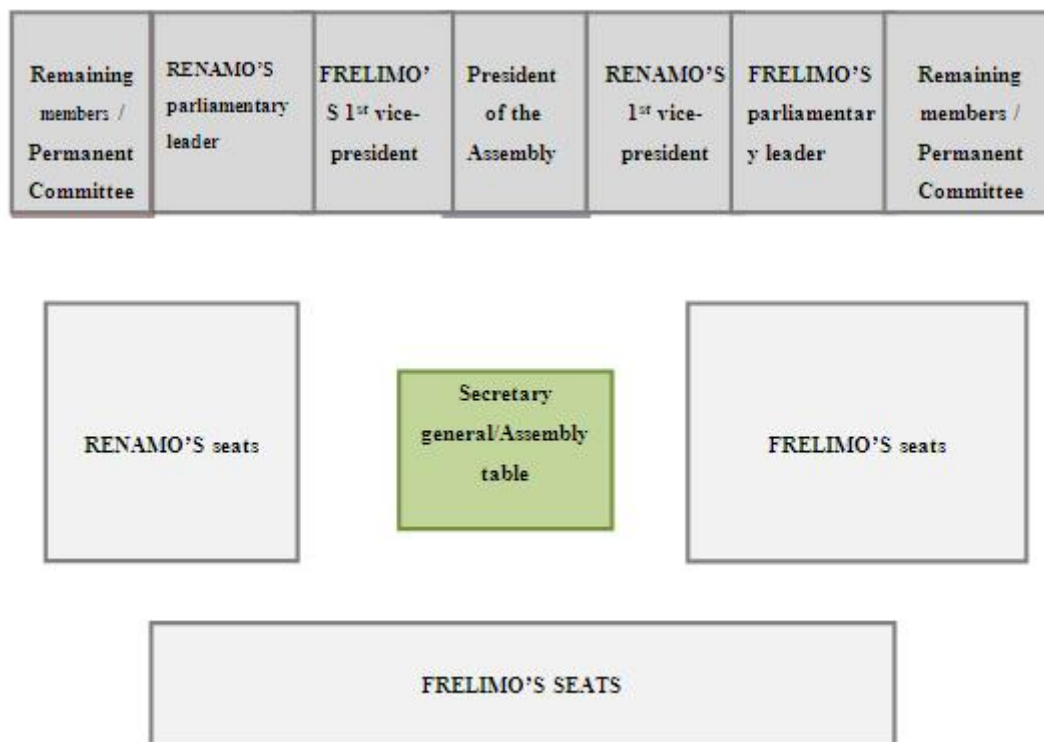 Remaining
members /
Permanent
Committee
RENAMO'S
parliamentary
leader
FRELIMO'
S 1st vice-
president
President
of the
Assembly
RENAMO'S
1st vice-
president
FRELIMO'S
parliamentar
y leader
Remaining
members /
Permanent
Committee
RENAMO'S seats
Secretary
general/Assembly
table
FRELIMO'S seats
FRELIMO'S SEATS